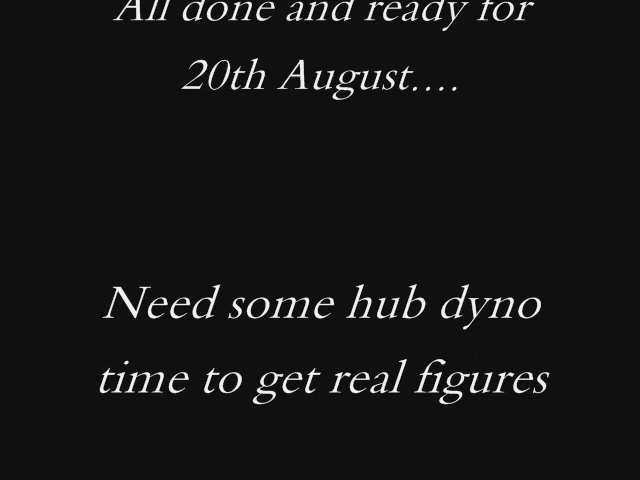 All done and ready for
20th August....
Need some hub dyno
time to get real figures